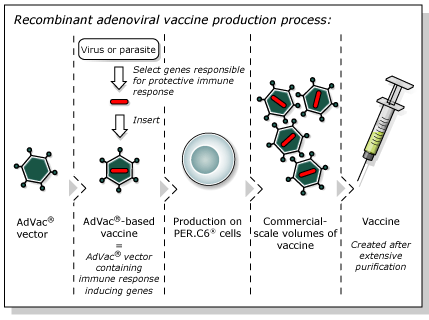 Recombinant adenoviral vaccine production process:
Virus or parasite
Select genes responsible
for protective immune
response
Insert
AdVac®
vector
AdVac®-based
vaccine
=
AdVac® vector
containing
immune response
inducing genes
Production on
PER.C6® cells
Commercial-
scale volumes of
vaccine
Vaccine
Created after
extensive
purification